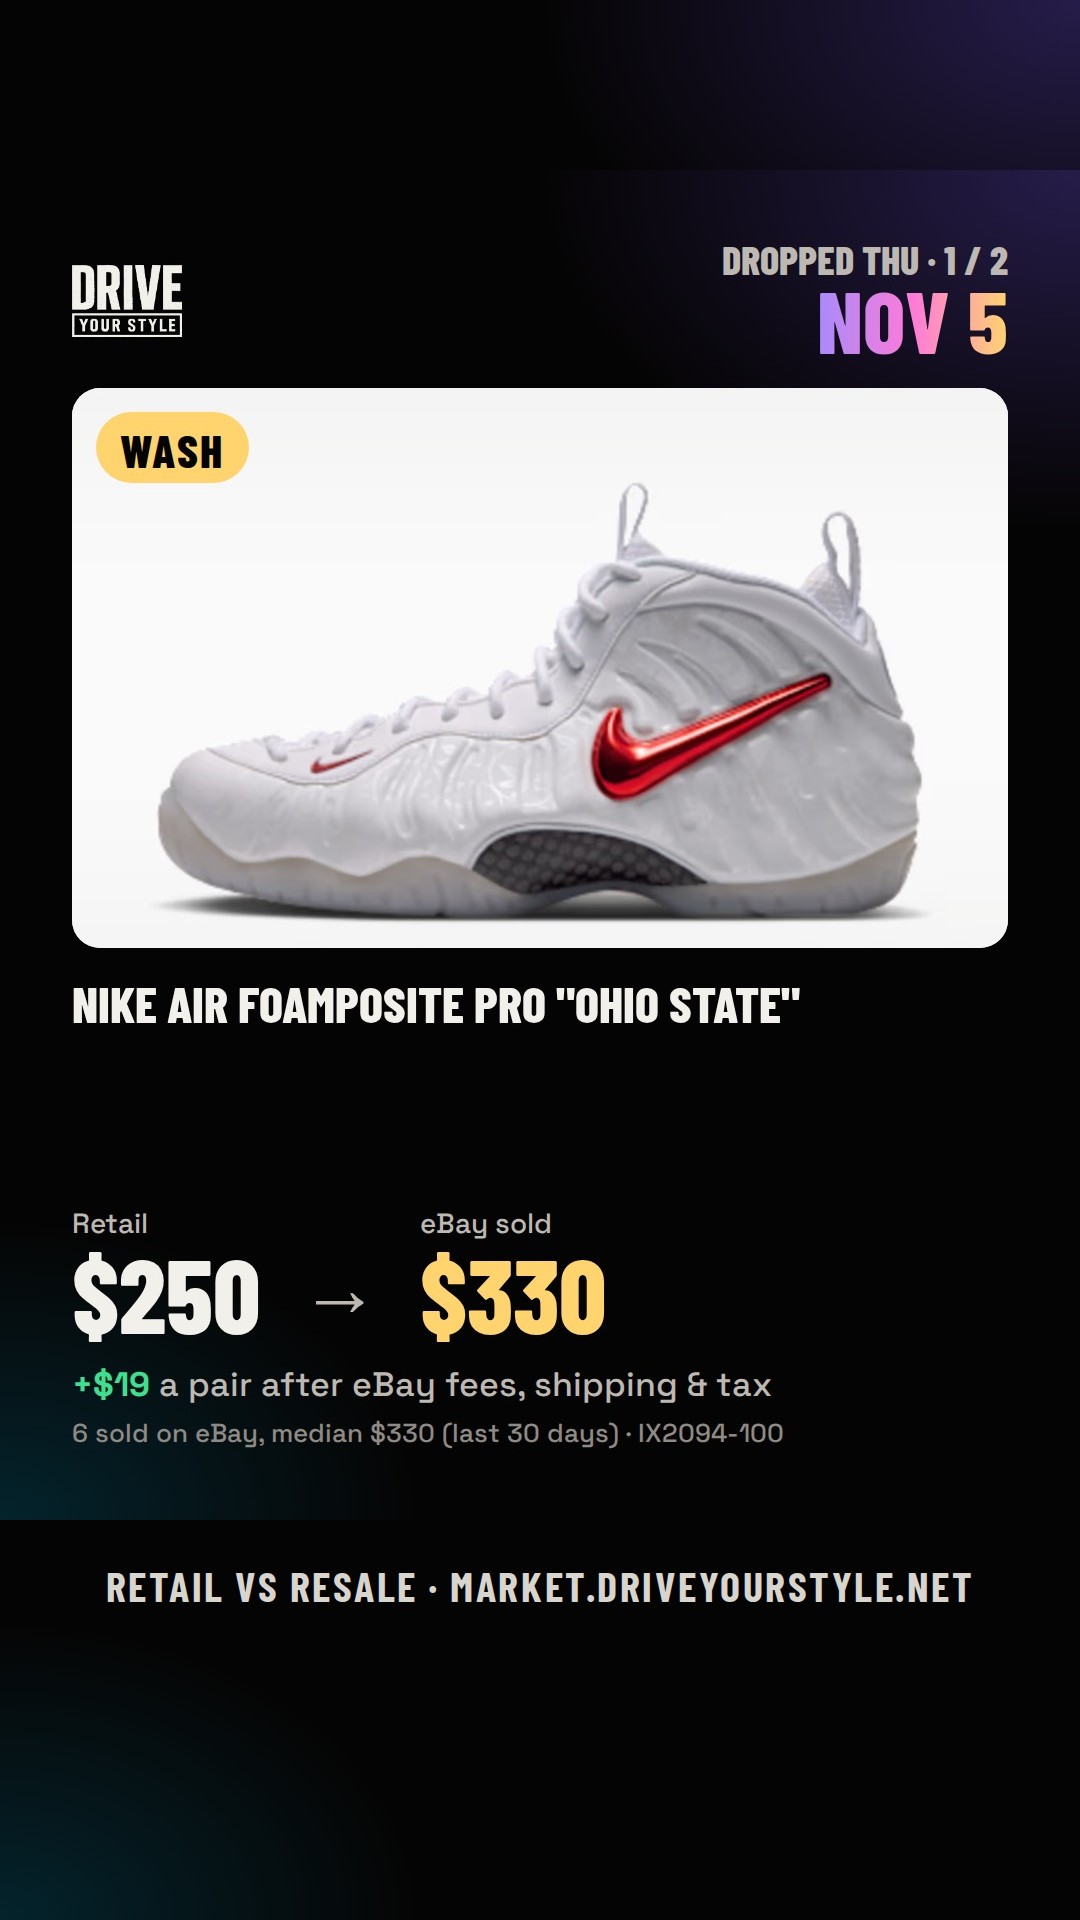 DRIVE
YOUR STYLE
DROPPED THU · 1 / 2
NOV 5
WASH
NIKE AIR FOAMPOSITE PRO "OHIO STATE"
Retail
eBay sold
$250 → $330
+$19 a pair after eBay fees, shipping & tax
6 sold on eBay, median $330 (last 30 days) · IX2094-100
RETAIL VS RESALE · MARKET.DRIVEYOURSTYLE.NET